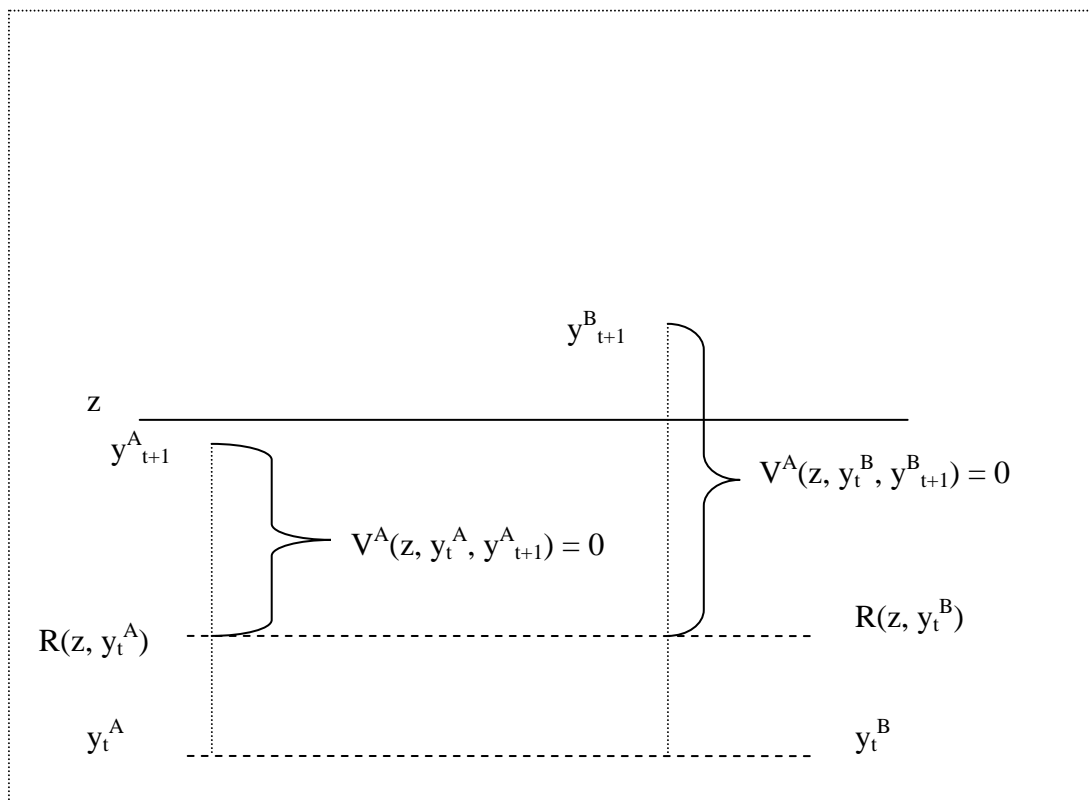 y^B_{t+1}
z
y^A_{t+1}
V^A(z, y_t^B, y^B_{t+1}) = 0
V^A(z, y_t^A, y^A_{t+1}) = 0
R(z, y_t^B)
R(z, y_t^A)
y_t^A
y_t^B